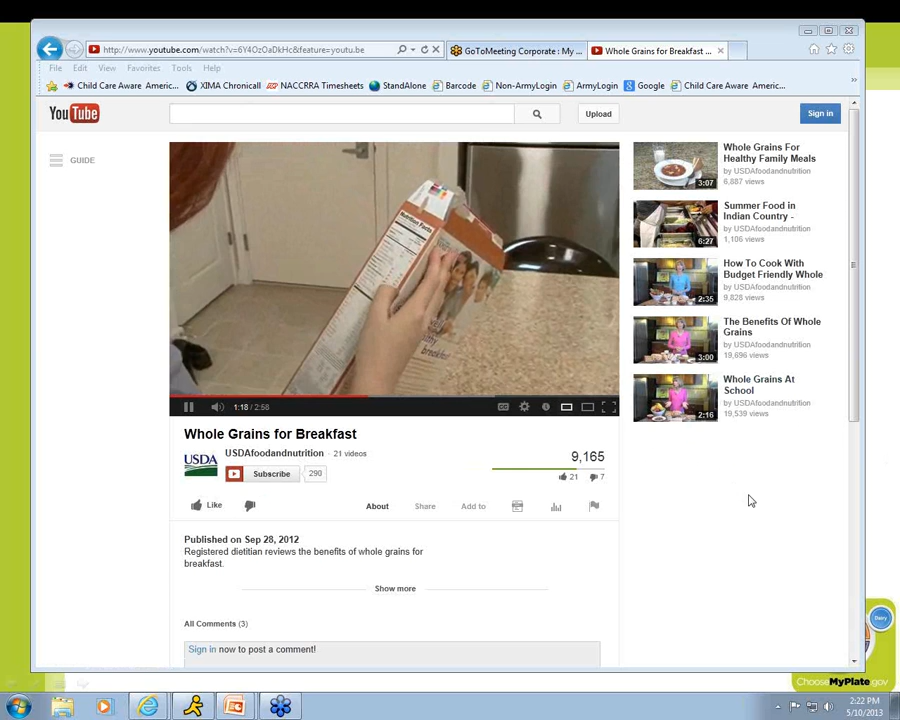 http://www.youtube.com/watch?v=6Y4OzOaDkHc&feature=youtu.be
GoToMeeting Corporate : My ...
Whole Grains for Breakfast ...
File Edit View Favorites Tools Help
Child Care Aware Americ... XIMA Chronicall NACCRRA Timesheets StandAlone Barcode Non-ArmyLogin ArmyLogin Google Child Care Aware Americ...
YouTube
Upload
Sign in
GUIDE
Nutrition Facts
1:18 / 2:56
Whole Grains for Breakfast
USDA
USDAfoodandnutrition · 21 videos
Subscribe 290
9,165
21 7
Like
About Share Add to
Published on Sep 28, 2012
Registered dietitian reviews the benefits of whole grains for
breakfast.
Show more
All Comments (3)
Sign in now to post a comment!
3:07
Whole Grains For
Healthy Family Meals
by USDAfoodandnutrition
6,887 views
6:27
Summer Food in
Indian Country -
by USDAfoodandnutrition
1,106 views
2:35
How To Cook With
Budget Friendly Whole
by USDAfoodandnutrition
9,828 views
3:00
The Benefits Of Whole
Grains
by USDAfoodandnutrition
19,696 views
2:16
Whole Grains At
School
by USDAfoodandnutrition
19,539 views
Dairy
ChooseMyPlate.gov
2:22 PM
5/10/2013